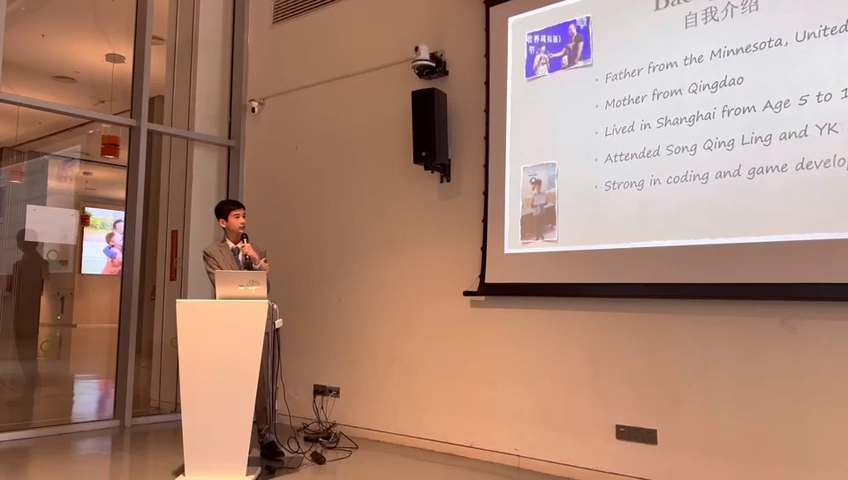 自我介绍
Father from the Minnesota, United
Mother from Qingdao
Lived in Shanghai from Age 5 to 1
Attended Song Qing Ling and YK
Strong in coding and game develop